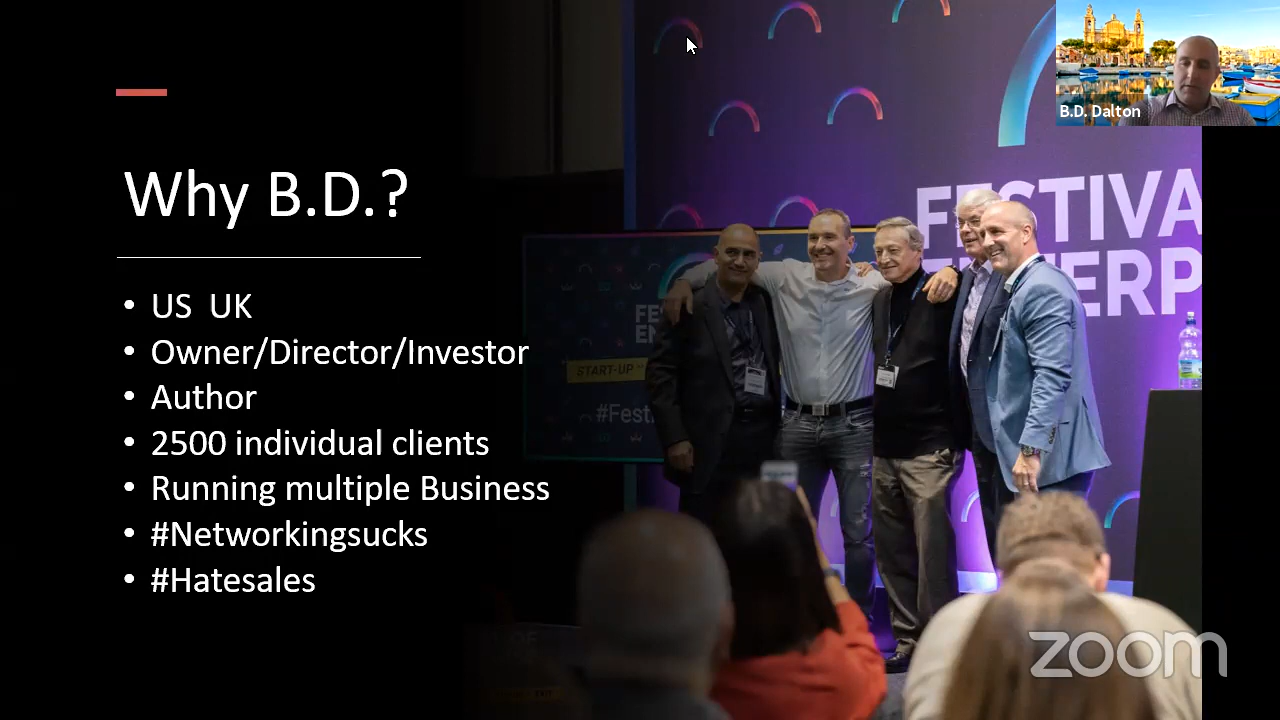 B.D. Dalton
Why B.D.?
• US  UK
• Owner/Director/Investor
• Author
• 2500 individual clients
• Running multiple Business
• #Networkingsucks
• #Hatesales
FESTIVA
ENTERP
FE
EN
START-UP
#Festi
zoom